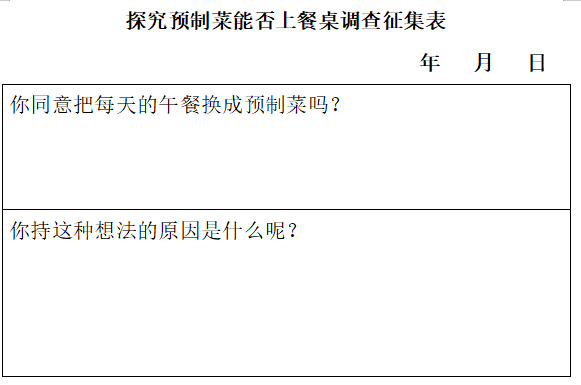 探究预制菜能否上餐桌调查征集表
年 月 日
你同意把每天的午餐换成预制菜吗？
你持这种想法的原因是什么呢？